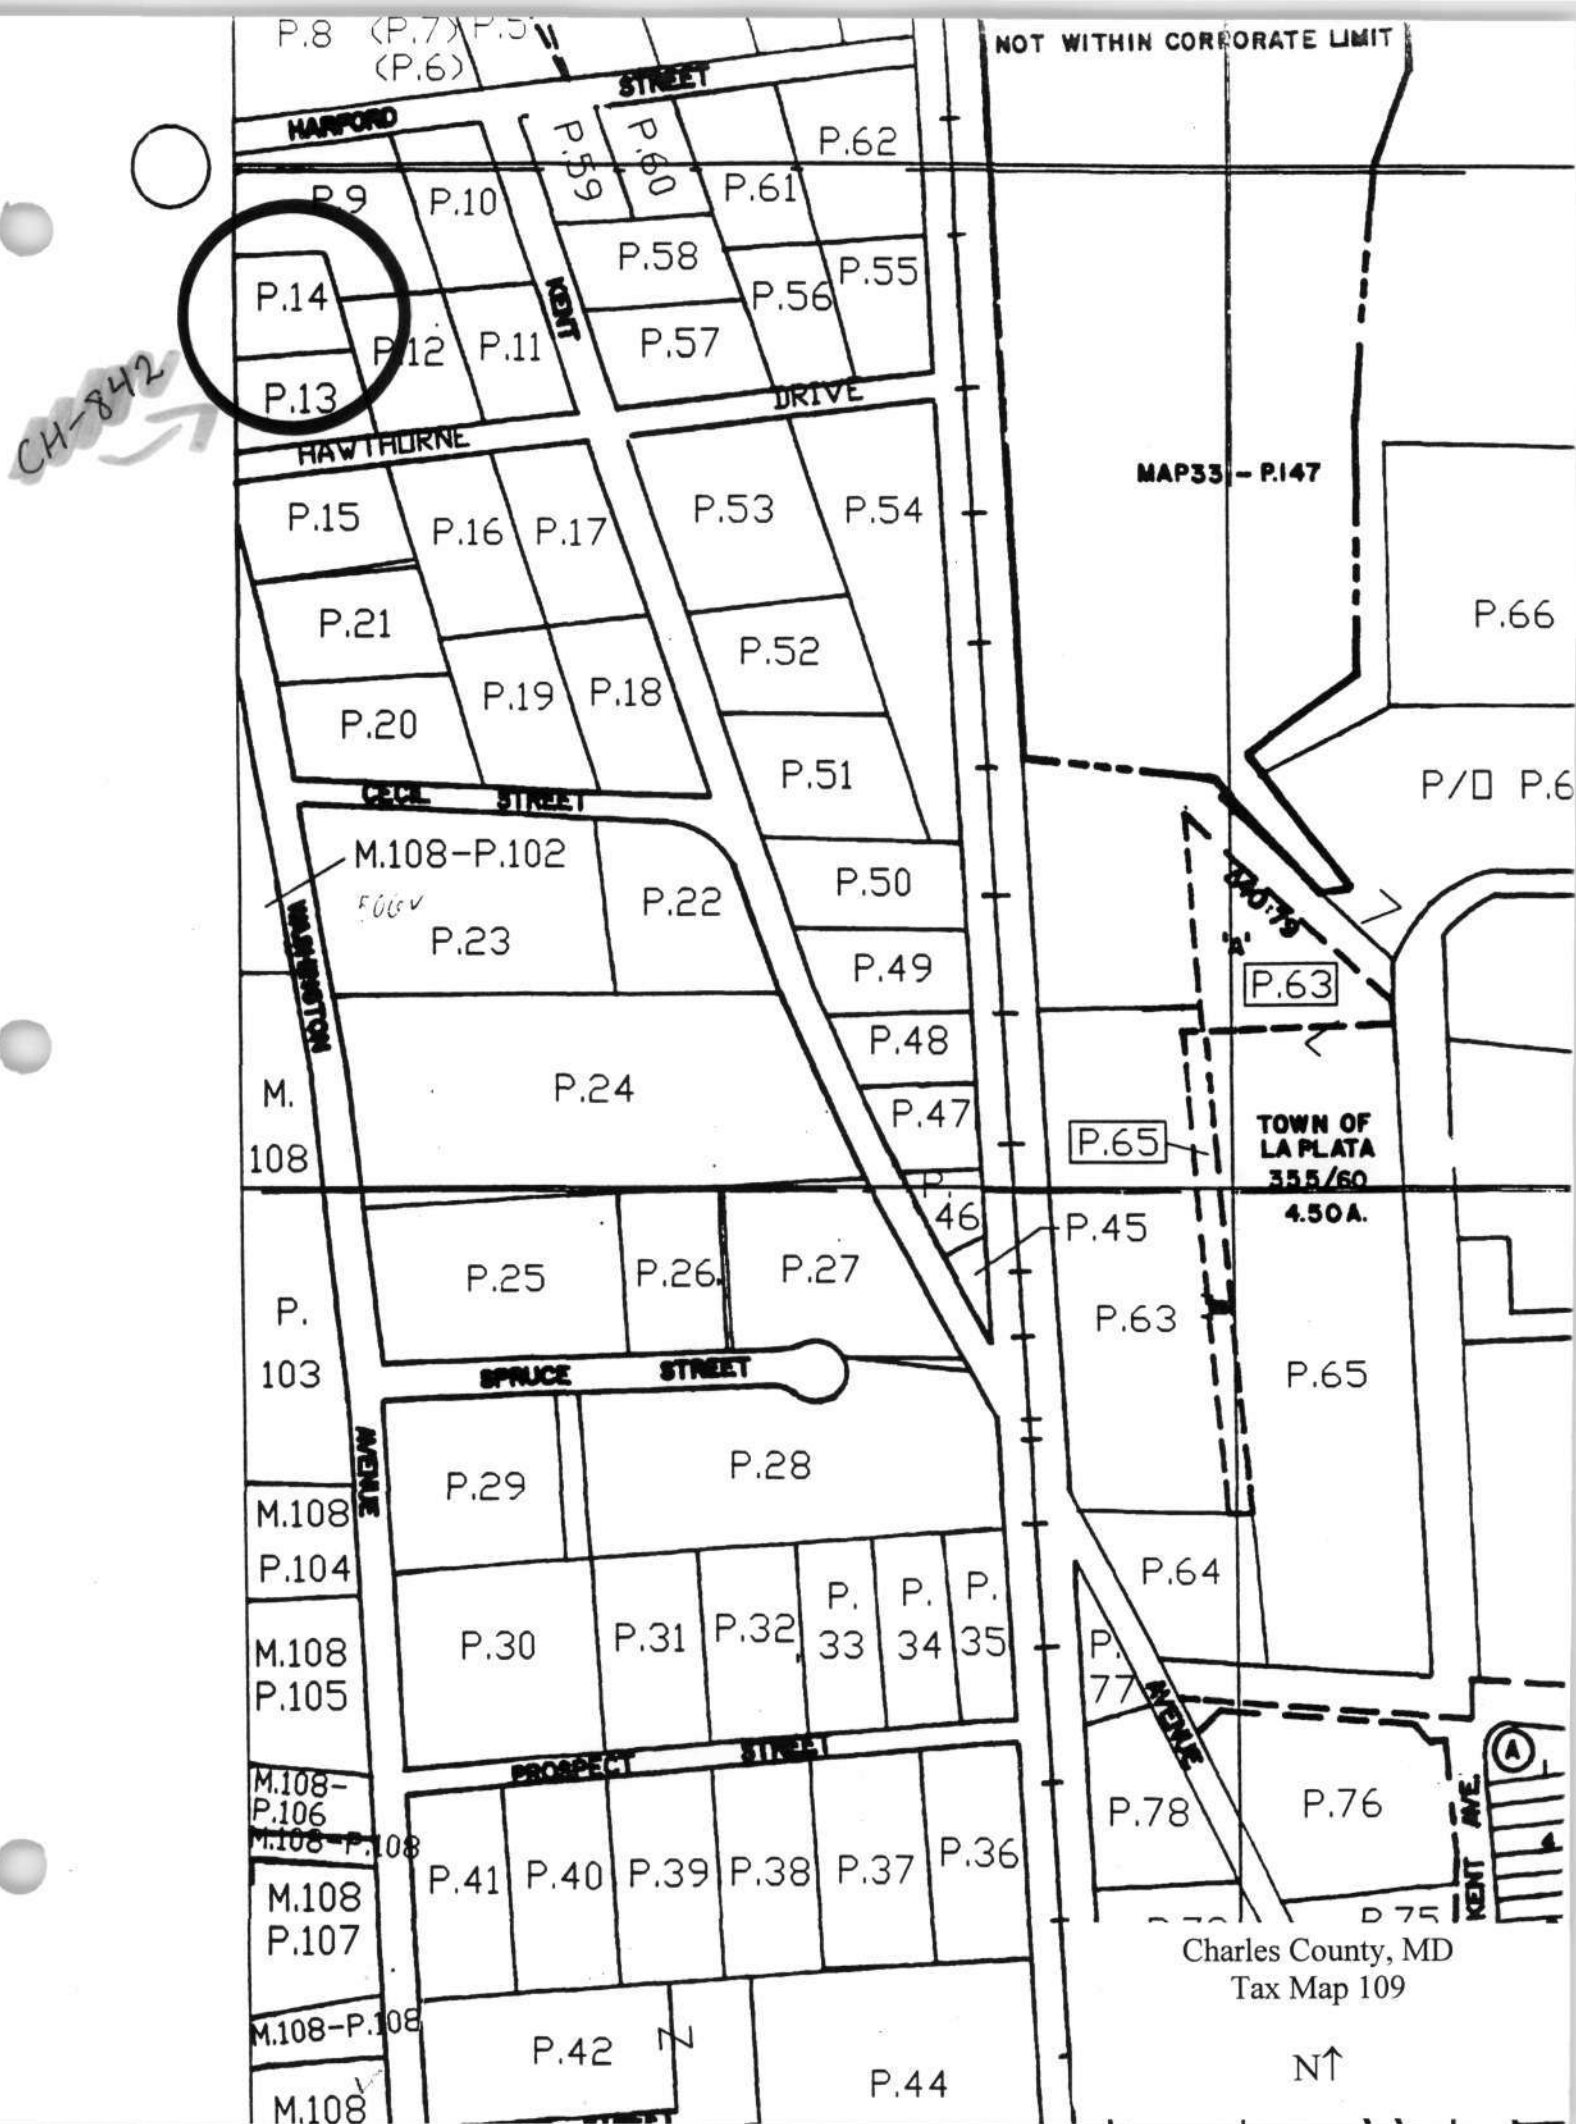 P.8 (P.7) P.5
(P.6)
NOT WITHIN CORPORATE LIMIT
HARFORD STREET
P.59
P.60
P.62
P.9
P.10
P.61
P.58
P.55
P.14
KENT
P.56
P.12
P.11
P.57
CH-842
P.13
DRIVE
HAWTHORNE
MAP33 - P.147
P.15
P.16
P.17
P.53
P.54
P.21
P.66
P.52
P.19
P.18
P.20
P.51
P/O P.6
CECIL STREET
M.108-P.102
P.22
P.50
P.23
WASHINGTON
P.49
'A'
P.63
P.48
M.
108
P.24
P.47
P.65
TOWN OF
LA PLATA
355/60
4.50A.
P.
46
P.45
P.25
P.26
P.27
P.
103
P.63
P.65
SPRUCE STREET
AVENUE
P.29
P.28
M.108
P.104
P.64
P.30
P.31
P.32
P.
33
P.
34
P.
35
M.108
P.105
P.
77
AVENUE
PROSPECT STREET
A
1
M.108-
P.106
M.108-P.108
P.78
P.76
KENT AVE.
4
P.41
P.40
P.39
P.38
P.37
P.36
M.108
P.107
P.75
Charles County, MD
Tax Map 109
M.108-P.108
P.42
Z
P.44
N↑
M.108
STREET